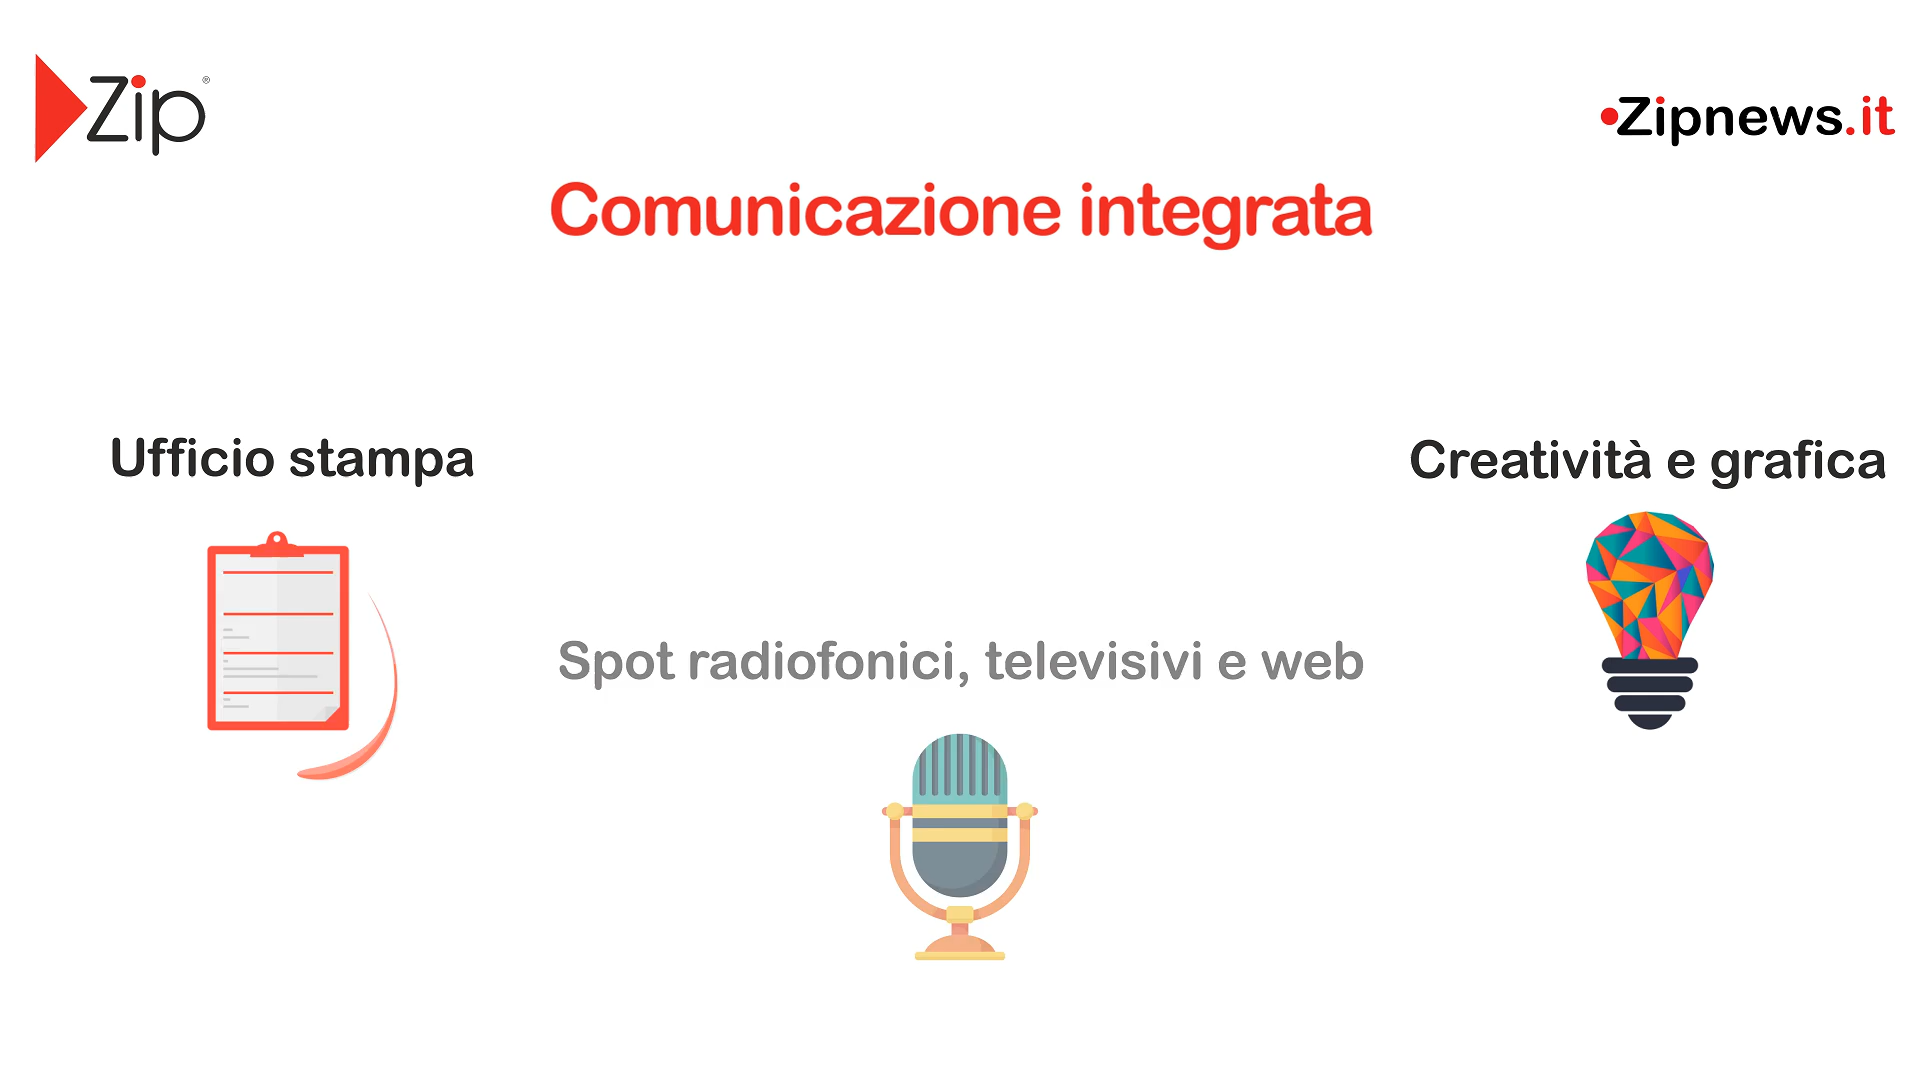 Zip®
Zipnews.it
Comunicazione integrata
Ufficio stampa
Creatività e grafica
Spot radiofonici, televisivi e web